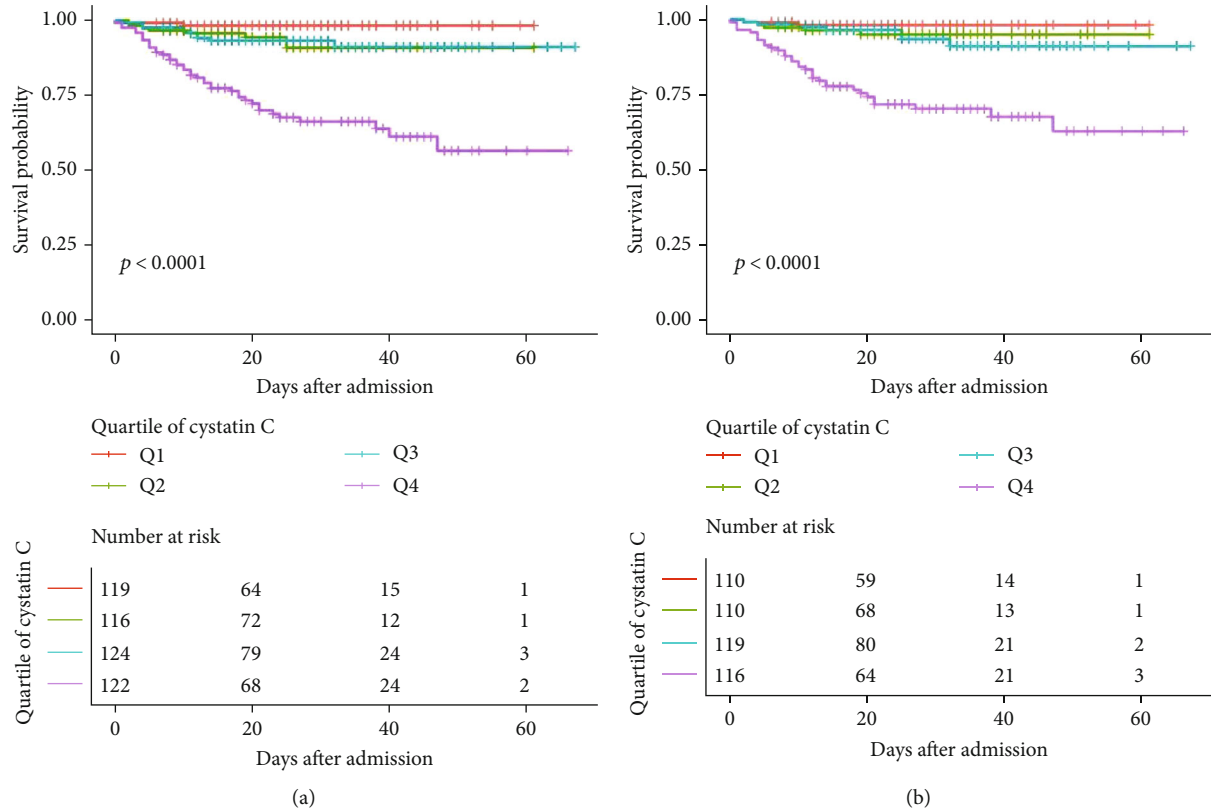 1.00
0.75
0.50
0.25
0.00
Survival probability
p < 0.0001
0 20 40 60
Days after admission
Quartile of cystatin C
Q1 Q3
Q2 Q4
Number at risk
Quartile of cystatin C
119 64 15 1
116 72 12 1
124 79 24 3
122 68 24 2
0 20 40 60
Days after admission
(a)
1.00
0.75
0.50
0.25
0.00
Survival probability
p < 0.0001
0 20 40 60
Days after admission
Quartile of cystatin C
Q1 Q3
Q2 Q4
Number at risk
Quartile of cystatin C
110 59 14 1
110 68 13 1
119 80 21 2
116 64 21 3
0 20 40 60
Days after admission
(b)